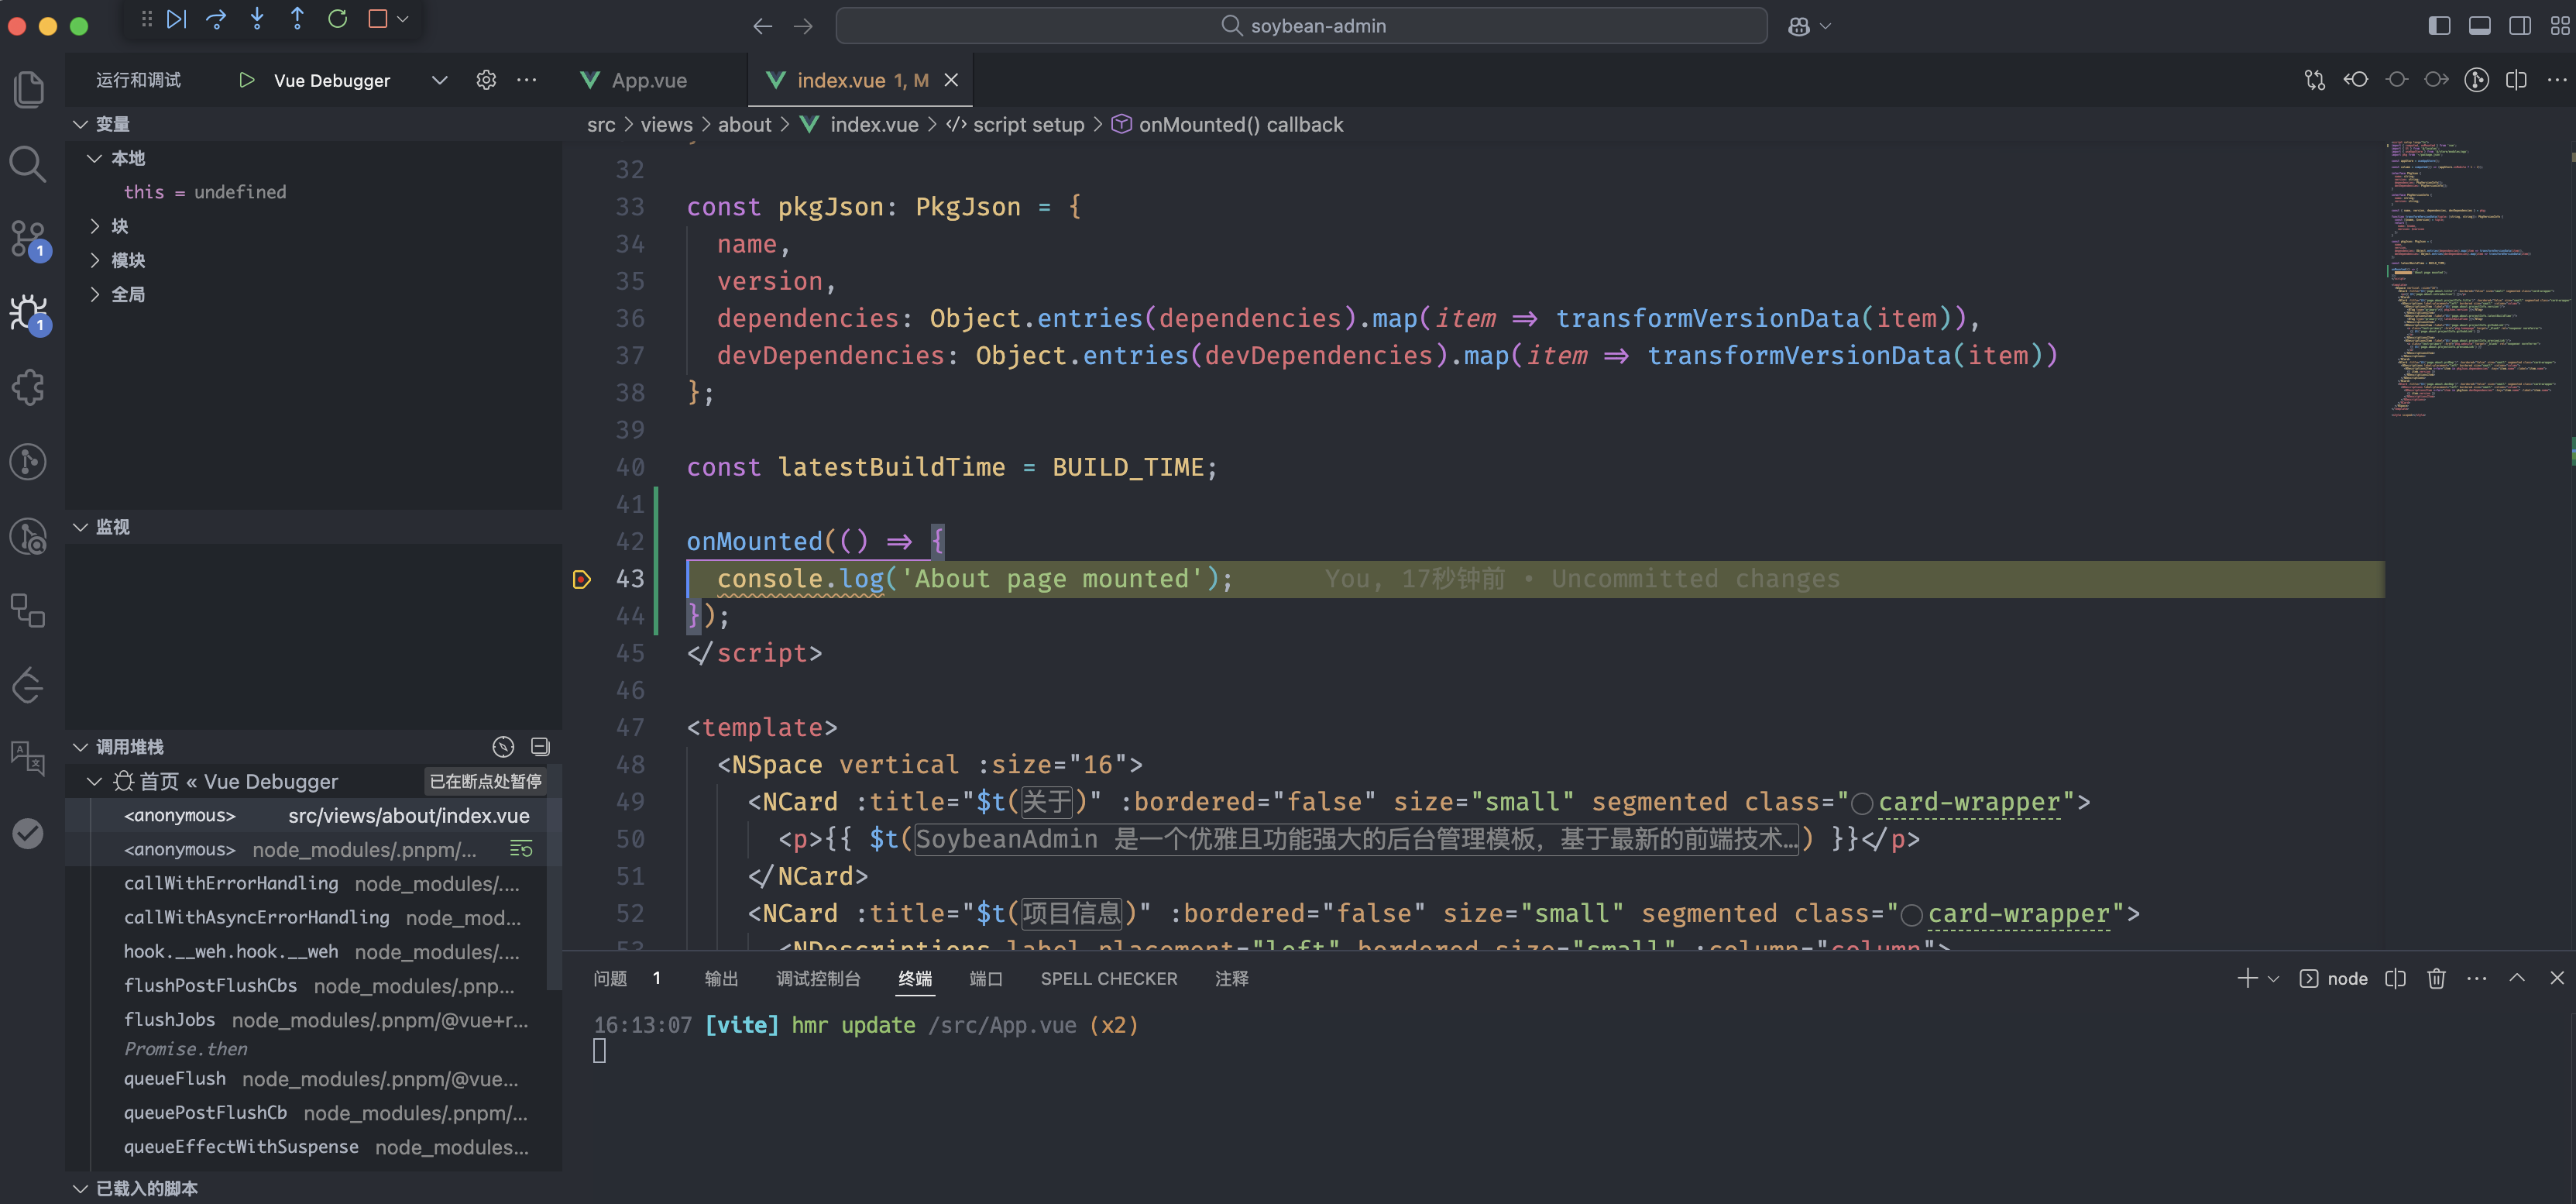 soybean-admin
运行和调试
Vue Debugger
App.vue
index.vue 1, M
src > views > about > index.vue > script setup > onMounted() callback
变量
本地
this = undefined
块
模块
全局
监视
调用堆栈
首页 « Vue Debugger
已在断点处暂停
<anonymous> src/views/about/index.vue
<anonymous> node_modules/.pnpm/...
callWithErrorHandling node_modules/....
callWithAsyncErrorHandling node_mod...
hook.__weh.hook.__weh node_modules/....
flushPostFlushCbs node_modules/.pnp...
flushJobs node_modules/.pnpm/@vue+r...
Promise.then
queueFlush node_modules/.pnpm/@vue...
queuePostFlushCb node_modules/.pnpm/...
queueEffectWithSuspense node_modules...
已载入的脚本
1
1
32
33 const pkgJson: PkgJson = {
34 name,
35 version,
36 dependencies: Object.entries(dependencies).map(item => transformVersionData(item)),
37 devDependencies: Object.entries(devDependencies).map(item => transformVersionData(item))
38 };
39
40 const latestBuildTime = BUILD_TIME;
41
42 onMounted(() => {
43 console.log('About page mounted'); You, 17秒钟前 • Uncommitted changes
44 });
45 </script>
46
47 <template>
48 <NSpace vertical :size="16">
49 <NCard :title="$t(关于)" :bordered="false" size="small" segmented class="card-wrapper">
50 <p>{{ $t(SoybeanAdmin 是一个优雅且功能强大的后台管理模板，基于最新的前端技术…) }}</p>
51 </NCard>
52 <NCard :title="$t(项目信息)" :bordered="false" size="small" segmented class="card-wrapper">
53 <NDescriptions label-placement="left" bordered size="small" :column="column">
问题 1
输出
调试控制台
终端
端口
SPELL CHECKER
注释
node
16:13:07 [vite] hmr update /src/App.vue (x2)